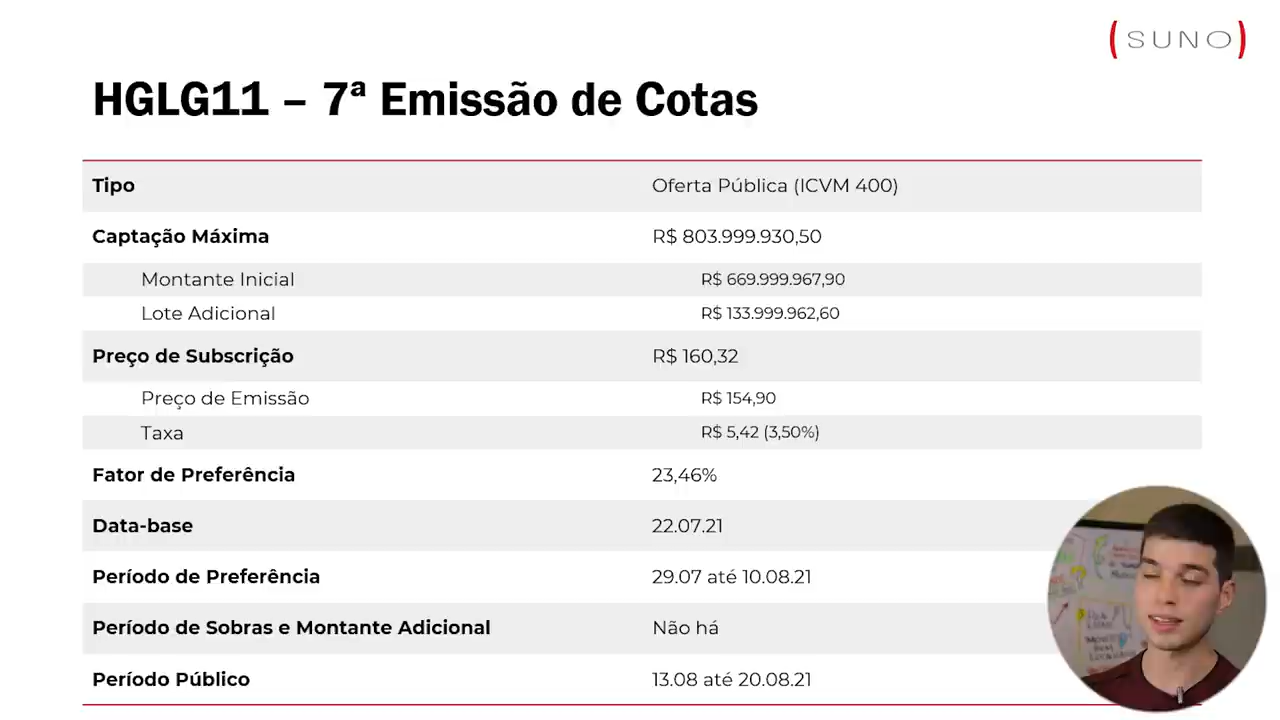 (SUNO)
HGLG11 – 7ª Emissão de Cotas
Tipo Oferta Pública (ICVM 400)
Captação Máxima R$ 803.999.930,50
Montante Inicial R$ 669.999.967,90
Lote Adicional R$ 133.999.962,60
Preço de Subscrição R$ 160,32
Preço de Emissão R$ 154,90
Taxa R$ 5,42 (3,50%)
Fator de Preferência 23,46%
Data-base 22.07.21
Período de Preferência 29.07 até 10.08.21
Período de Sobras e Montante Adicional Não há
Período Público 13.08 até 20.08.21